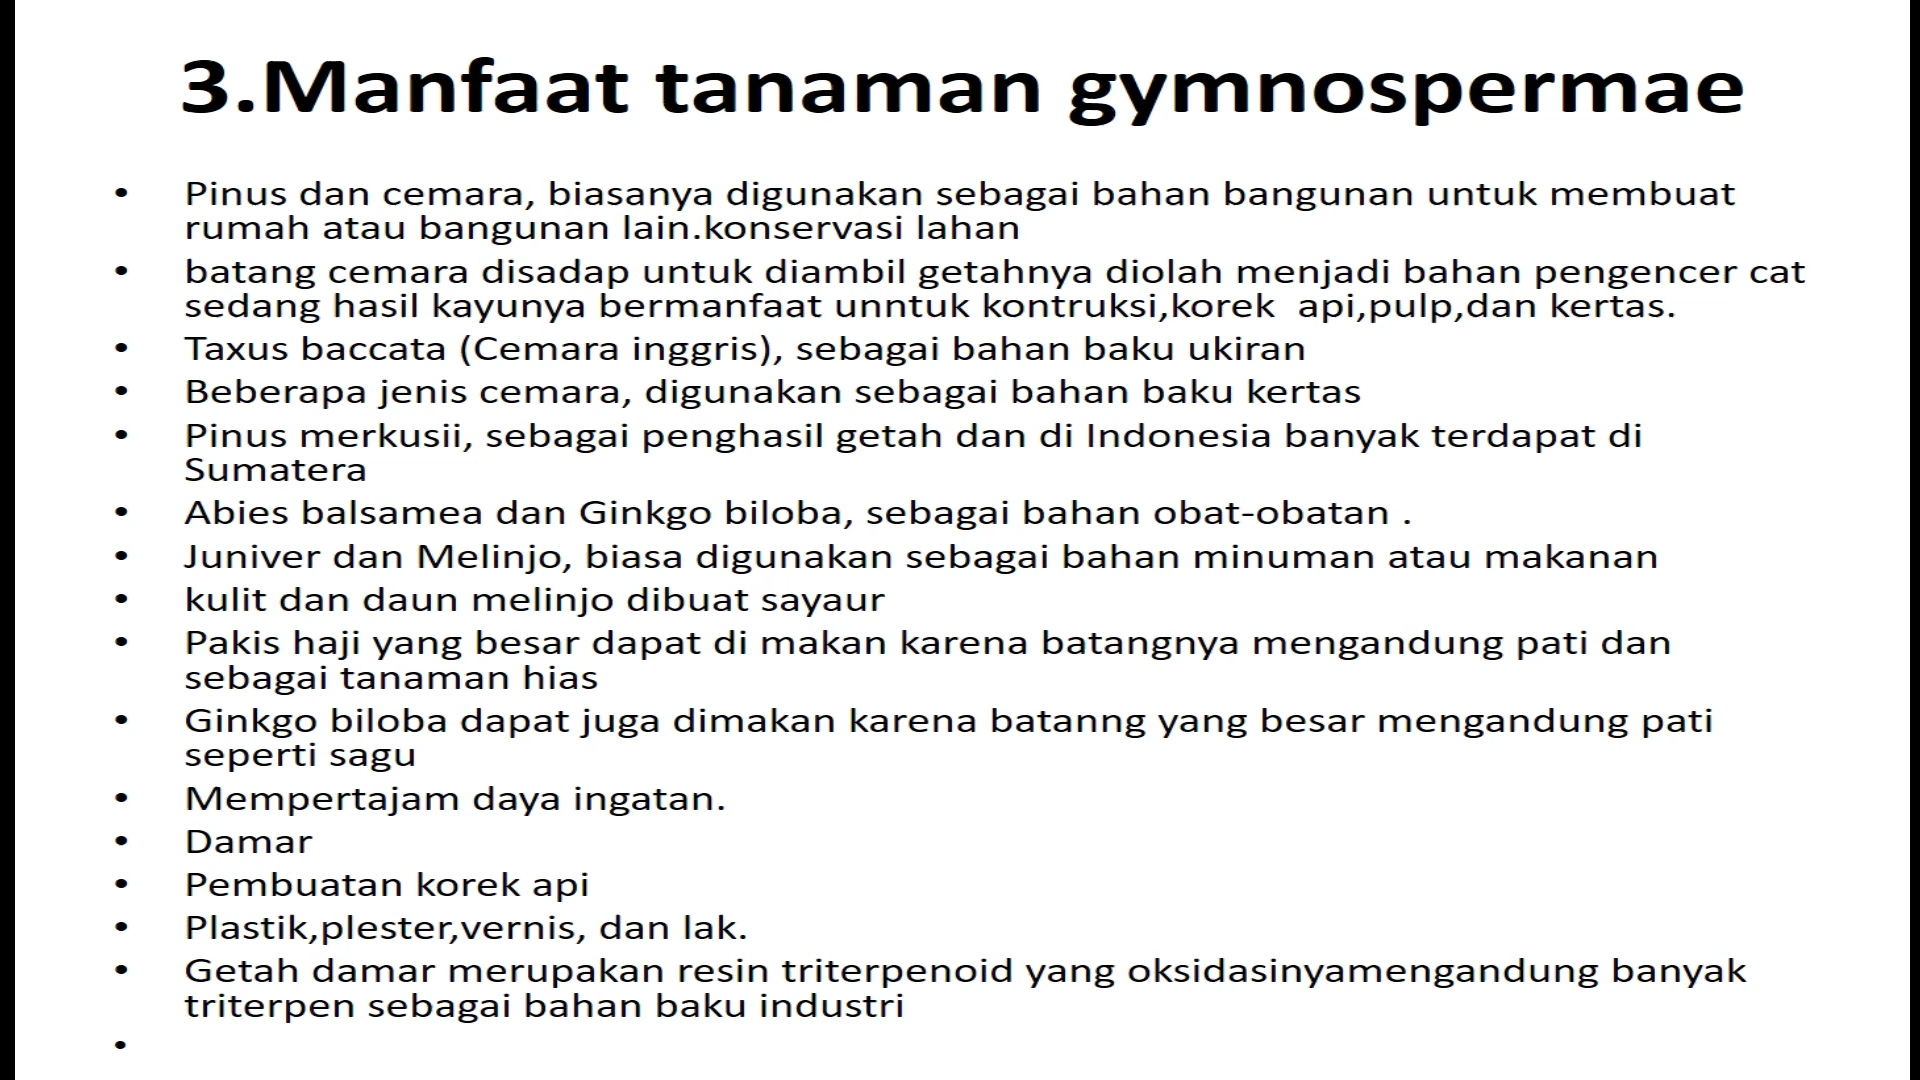 3.Manfaat tanaman gymnospermae
• Pinus dan cemara, biasanya digunakan sebagai bahan bangunan untuk membuat
rumah atau bangunan lain.konservasi lahan
• batang cemara disadap untuk diambil getahnya diolah menjadi bahan pengencer cat
sedang hasil kayunya bermanfaat unntuk kontruksi,korek  api,pulp,dan kertas.
• Taxus baccata (Cemara inggris), sebagai bahan baku ukiran
• Beberapa jenis cemara, digunakan sebagai bahan baku kertas
• Pinus merkusii, sebagai penghasil getah dan di Indonesia banyak terdapat di
Sumatera
• Abies balsamea dan Ginkgo biloba, sebagai bahan obat-obatan .
• Juniver dan Melinjo, biasa digunakan sebagai bahan minuman atau makanan
• kulit dan daun melinjo dibuat sayaur
• Pakis haji yang besar dapat di makan karena batangnya mengandung pati dan
sebagai tanaman hias
• Ginkgo biloba dapat juga dimakan karena batanng yang besar mengandung pati
seperti sagu
• Mempertajam daya ingatan.
• Damar
• Pembuatan korek api
• Plastik,plester,vernis, dan lak.
• Getah damar merupakan resin triterpenoid yang oksidasinyamengandung banyak
triterpen sebagai bahan baku industri
•